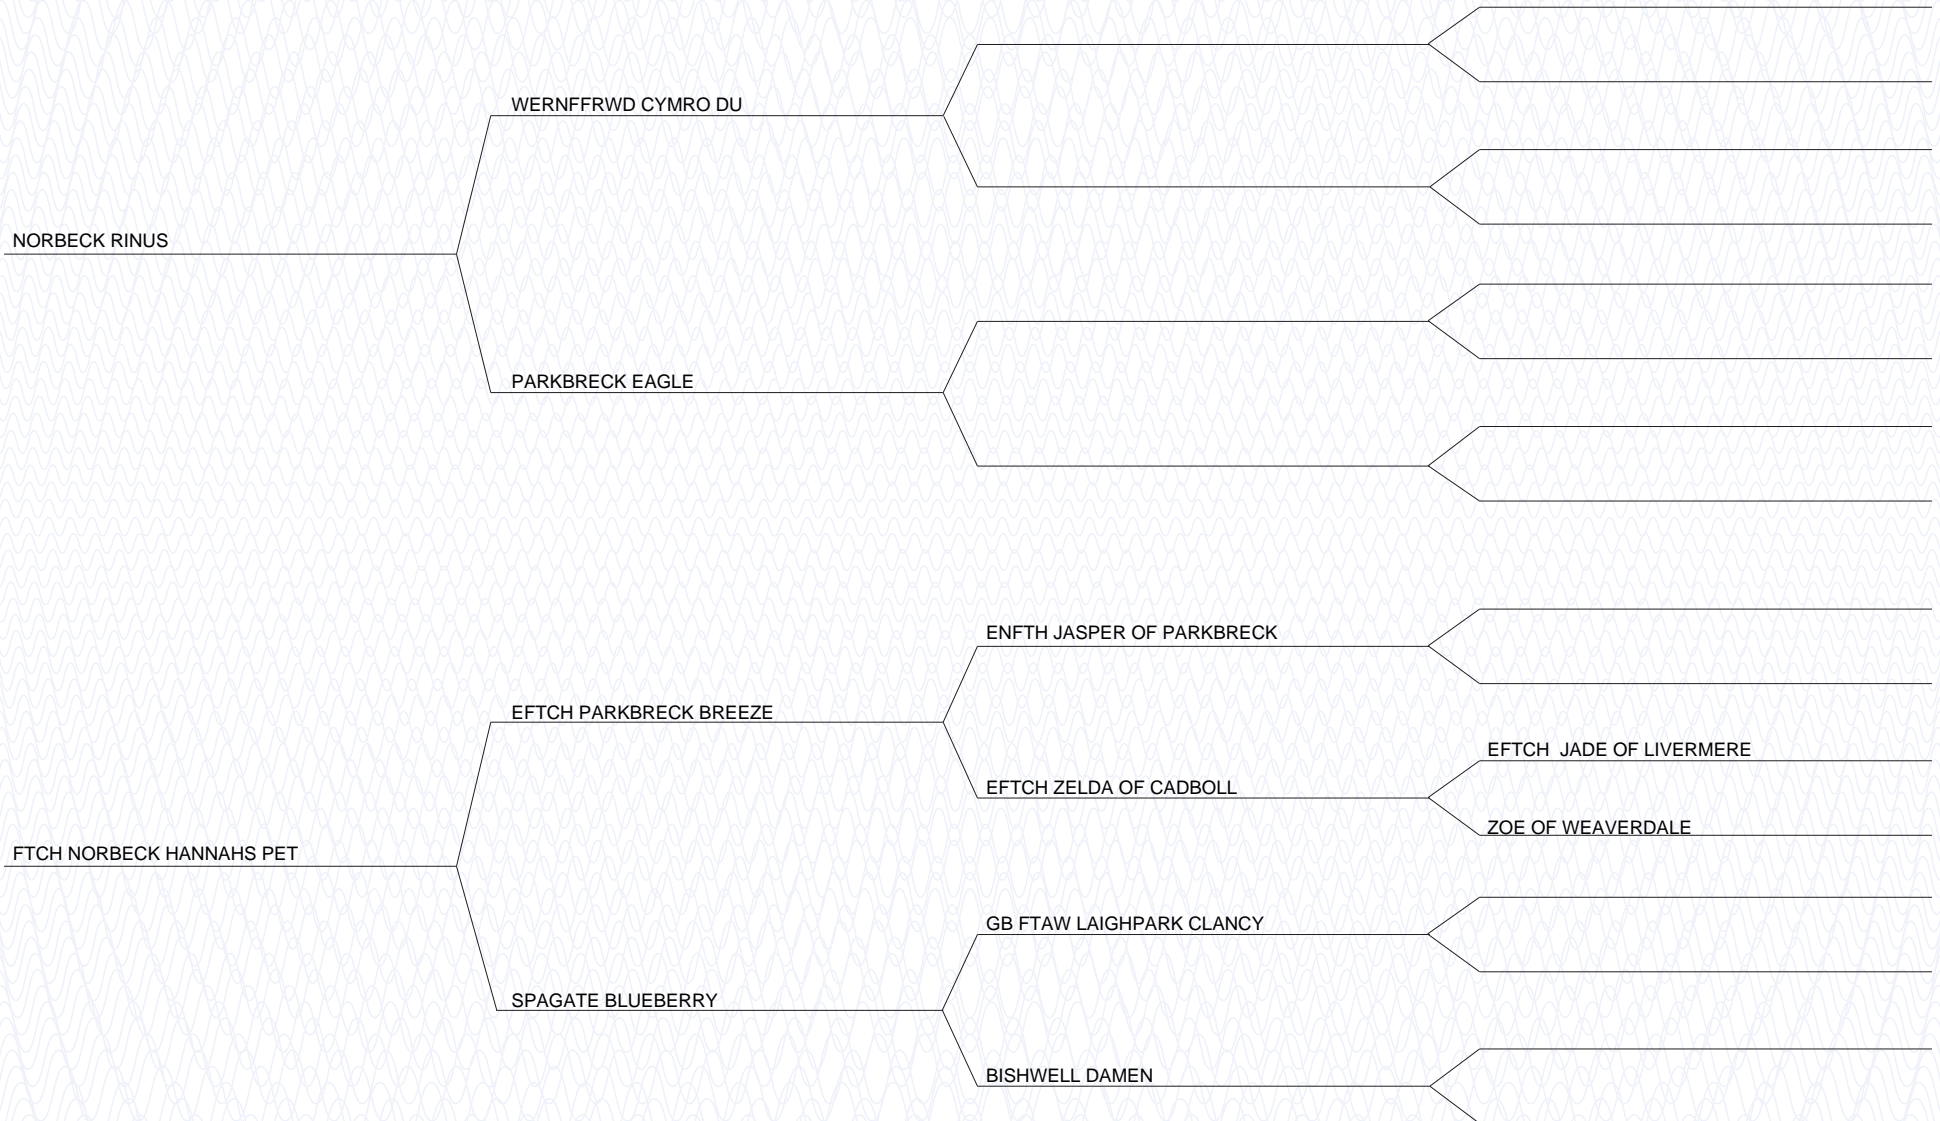 WERNFFRWD CYMRO DU
NORBECK RINUS
PARKBRECK EAGLE
ENFTH JASPER OF PARKBRECK
EFTCH PARKBRECK BREEZE
EFTCH  JADE OF LIVERMERE
EFTCH ZELDA OF CADBOLL
ZOE OF WEAVERDALE
FTCH NORBECK HANNAHS PET
GB FTAW LAIGHPARK CLANCY
SPAGATE BLUEBERRY
BISHWELL DAMEN